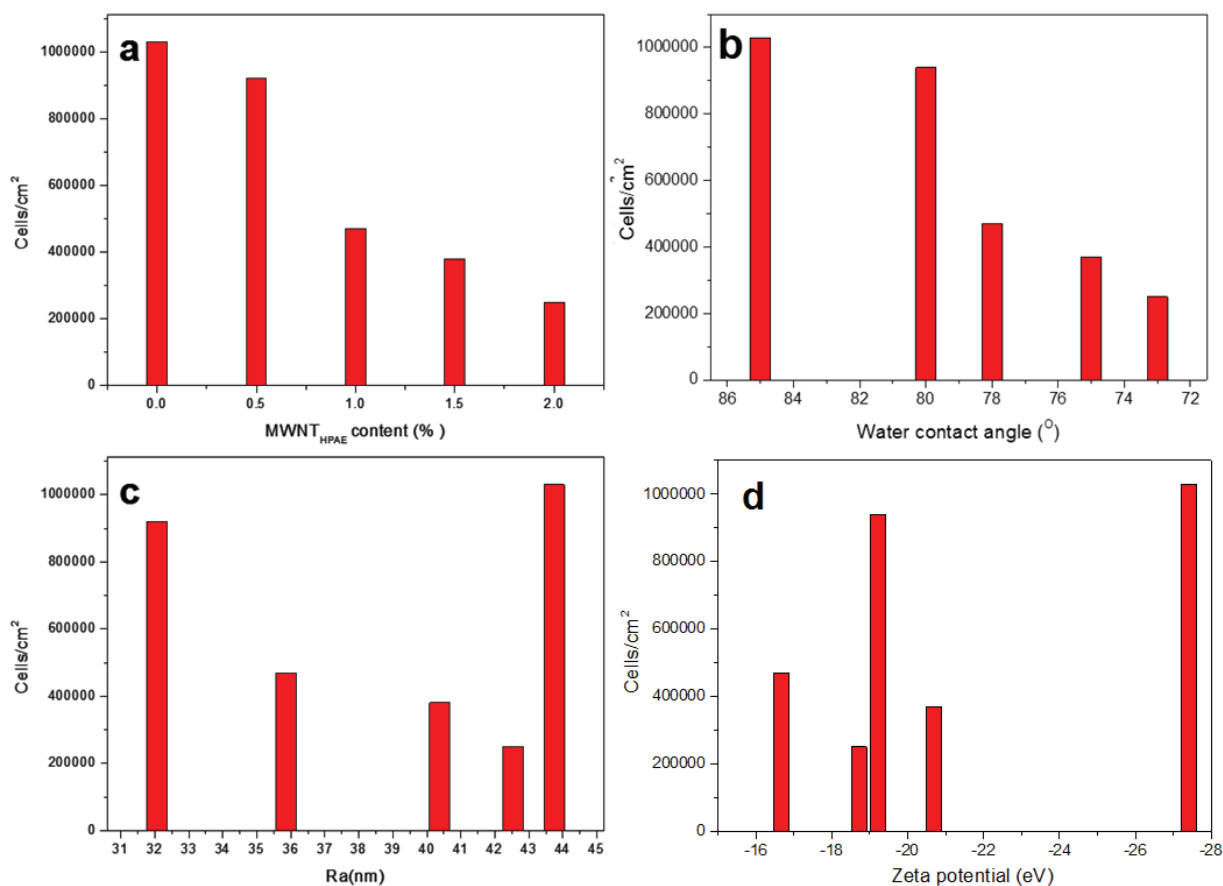 a
1000000
800000
600000
400000
200000
0
Cells/cm²
0.0 0.5 1.0 1.5 2.0
MWNT_HPAE content (% )
b
1000000
800000
600000
400000
200000
0
Cells/cm²
86 84 82 80 78 76 74 72
Water contact angle (O)
c
1000000
800000
600000
400000
200000
0
Cells/cm²
31 32 33 34 35 36 37 38 39 40 41 42 43 44 45
Ra(nm)
d
1000000
800000
600000
400000
200000
0
Cells/cm²
-16 -18 -20 -22 -24 -26 -28
Zeta potential (eV)